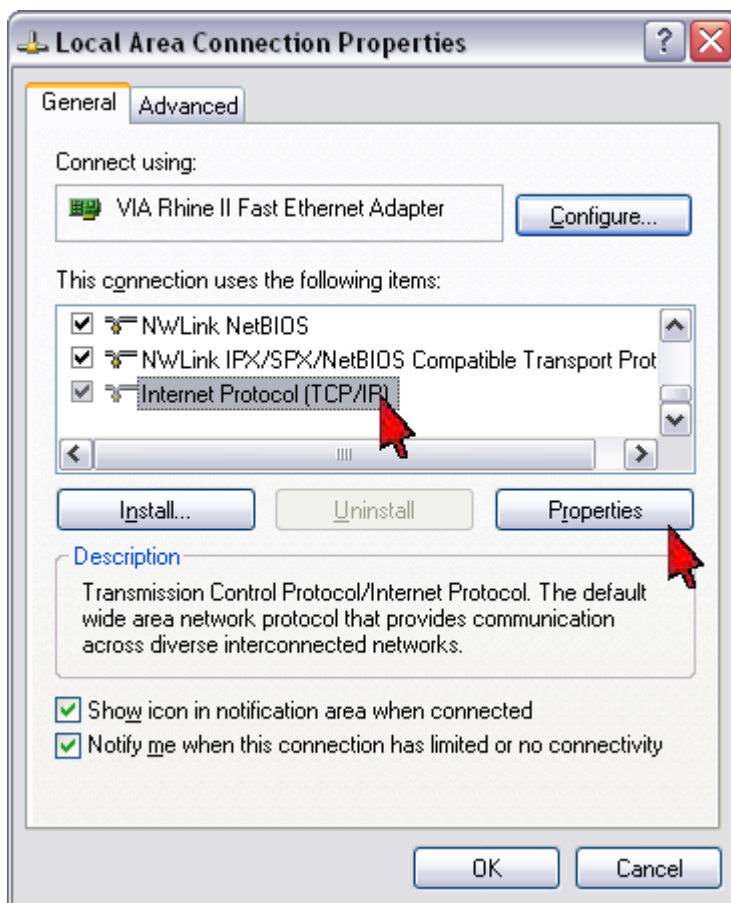 Local Area Connection Properties
General
Advanced
Connect using:
VIA Rhine II Fast Ethernet Adapter
Configure...
This connection uses the following items:
NWLink NetBIOS
NWLink IPX/SPX/NetBIOS Compatible Transport Prot
Internet Protocol (TCP/IP)
Install...
Uninstall
Properties
Description
Transmission Control Protocol/Internet Protocol. The default
wide area network protocol that provides communication
across diverse interconnected networks.
Show icon in notification area when connected
Notify me when this connection has limited or no connectivity
OK
Cancel